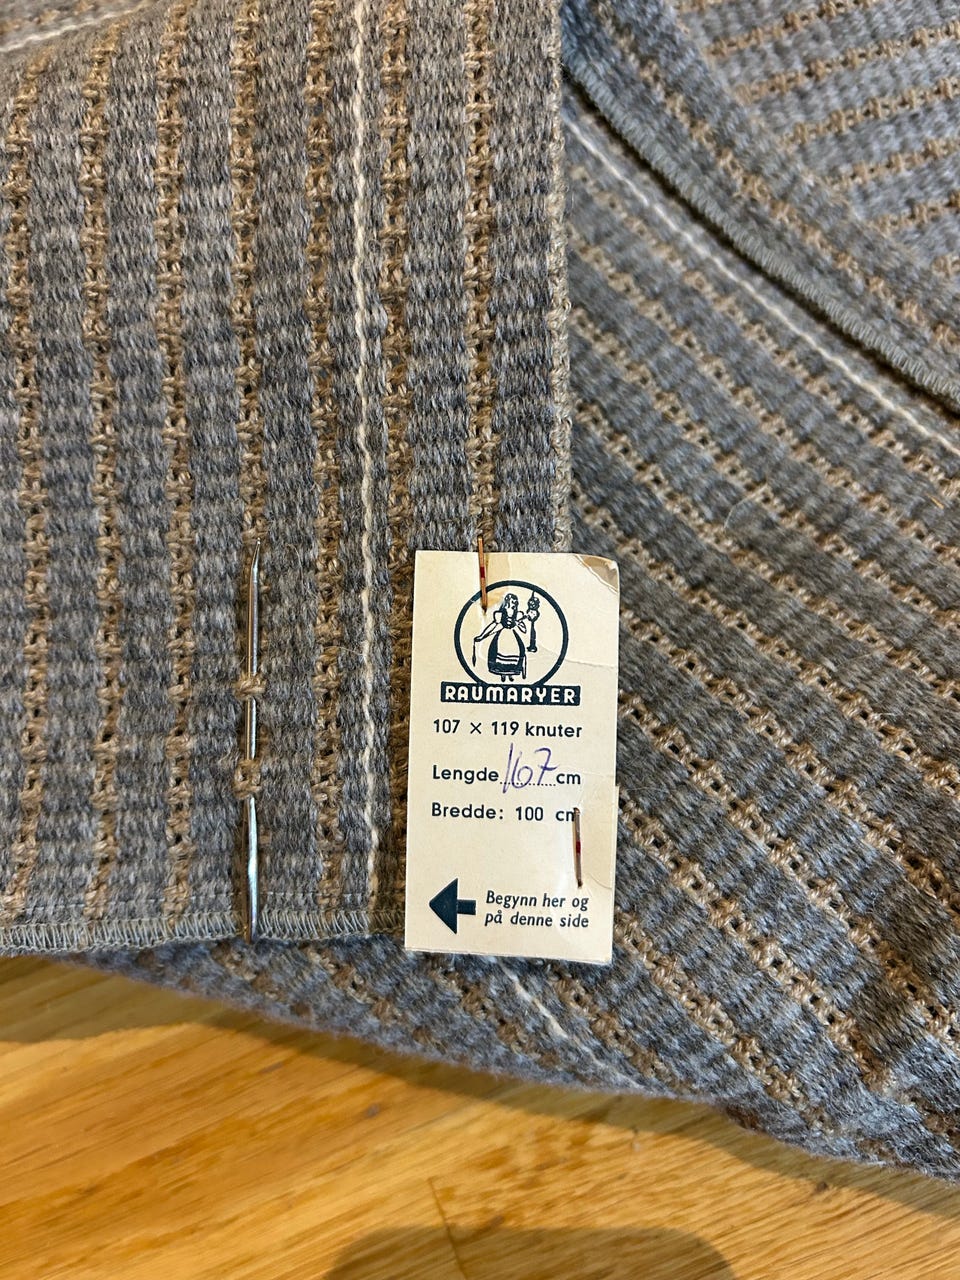 RAUMARYER
107 × 119 knuter
Lengde 167 cm
Bredde: 100 cm
Begynn her og
på denne side